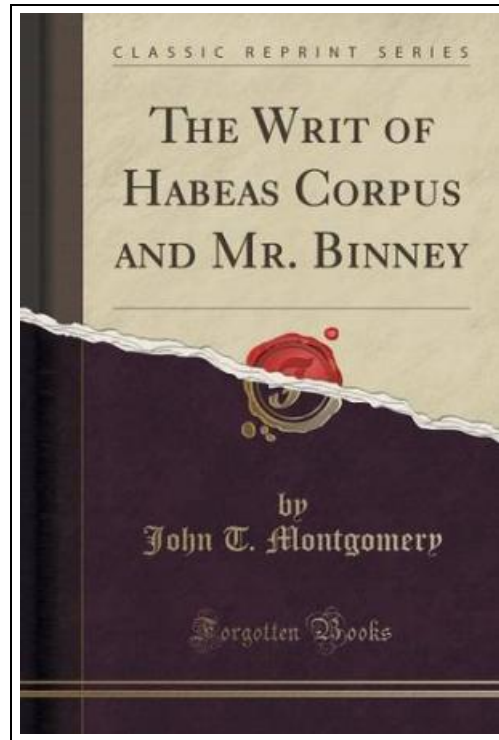 CLASSIC REPRINT SERIES
THE WRIT OF
HABEAS CORPUS
AND MR. BINNEY
by
John T. Montgomery
Forgotten Books